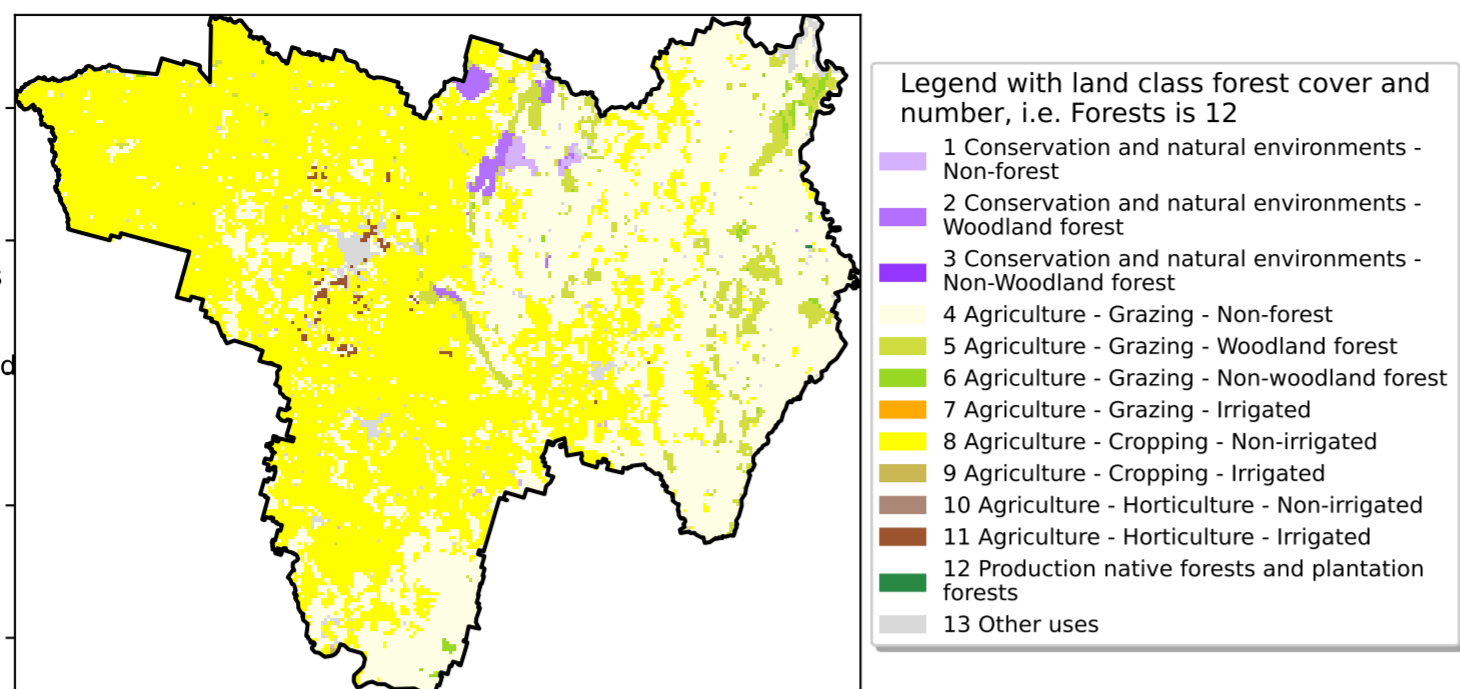 Legend with land class forest cover and
number, i.e. Forests is 12
1 Conservation and natural environments -
Non-forest
2 Conservation and natural environments -
Woodland forest
3 Conservation and natural environments -
Non-Woodland forest
4 Agriculture - Grazing - Non-forest
5 Agriculture - Grazing - Woodland forest
6 Agriculture - Grazing - Non-woodland forest
7 Agriculture - Grazing - Irrigated
8 Agriculture - Cropping - Non-irrigated
9 Agriculture - Cropping - Irrigated
10 Agriculture - Horticulture - Non-irrigated
11 Agriculture - Horticulture - Irrigated
12 Production native forests and plantation
forests
13 Other uses